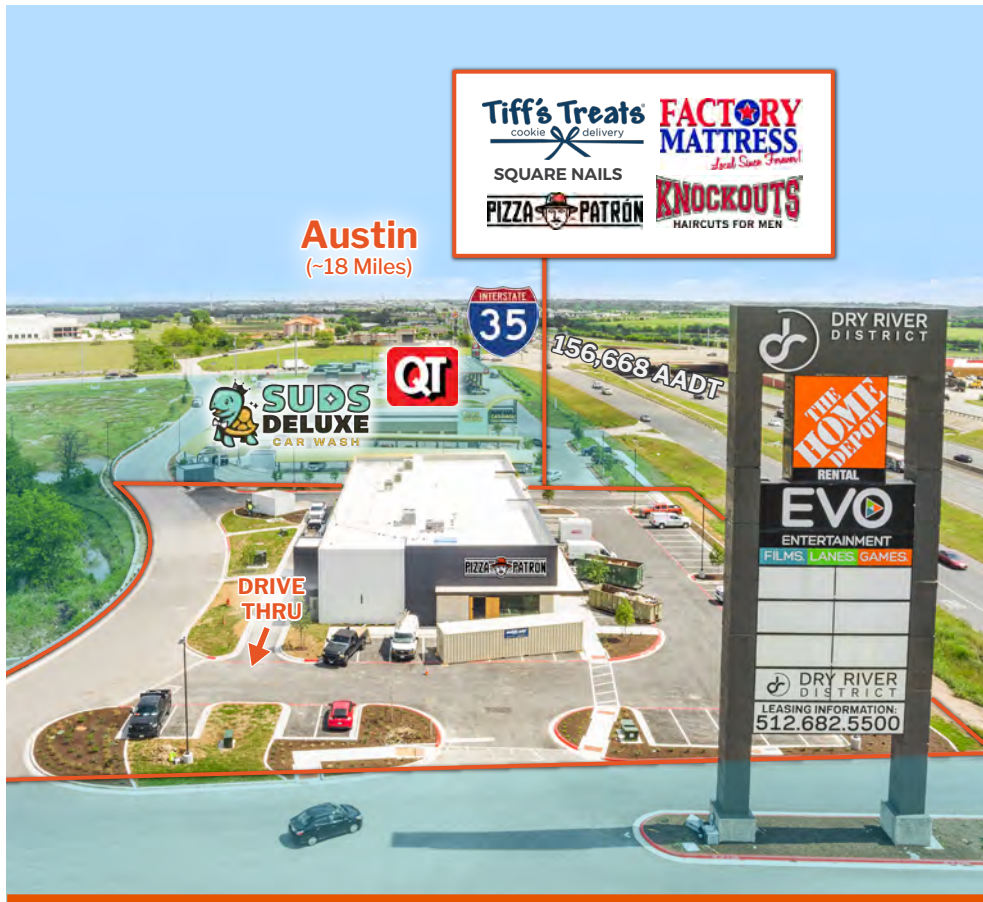 Tiff's Treats
cookie delivery
FACTORY
MATTRESS
Local Since Forever!
SQUARE NAILS
PIZZA PATRÓN
KNOCKOUTS
HAIRCUTS FOR MEN
Austin
(~18 Miles)
INTERSTATE
35
156,668 AADT
QT
SUDS
DELUXE
CAR WASH
DRIVE
THRU
PIZZA PATRÓN
DRY RIVER
DISTRICT
THE
HOME
DEPOT
RENTAL
EVO
ENTERTAINMENT
FILMS. LANES. GAMES.
DRY RIVER
DISTRICT
LEASING INFORMATION:
512.682.5500